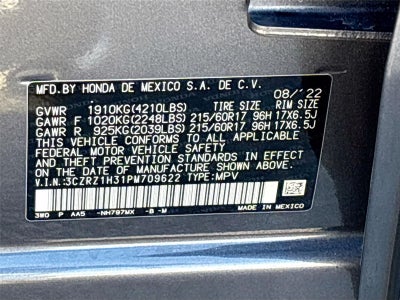 MFD.BY HONDA DE MEXICO S.A. DE C.V.
08/'22
GVWR 1910KG(4210LBS) TIRE SIZE RIM SIZE
GAWR F 1020KG(2248LBS) 215/60R17 96H 17X6.5J
GAWR R 925KG(2039LBS) 215/60R17 96H 17X6.5J
THIS VEHICLE CONFORMS TO ALL APPLICABLE
FEDERAL MOTOR VEHICLE SAFETY
AND THEFT PREVENTION STANDARDS IN EFFECT
ON THE DATE OF MANUFACTURE SHOWN ABOVE.
V.I.N.:3CZRZ1H31PM709622 TYPE:MPV
3W0 P AA5 -NH797MX -B -M MADE IN MEXICO